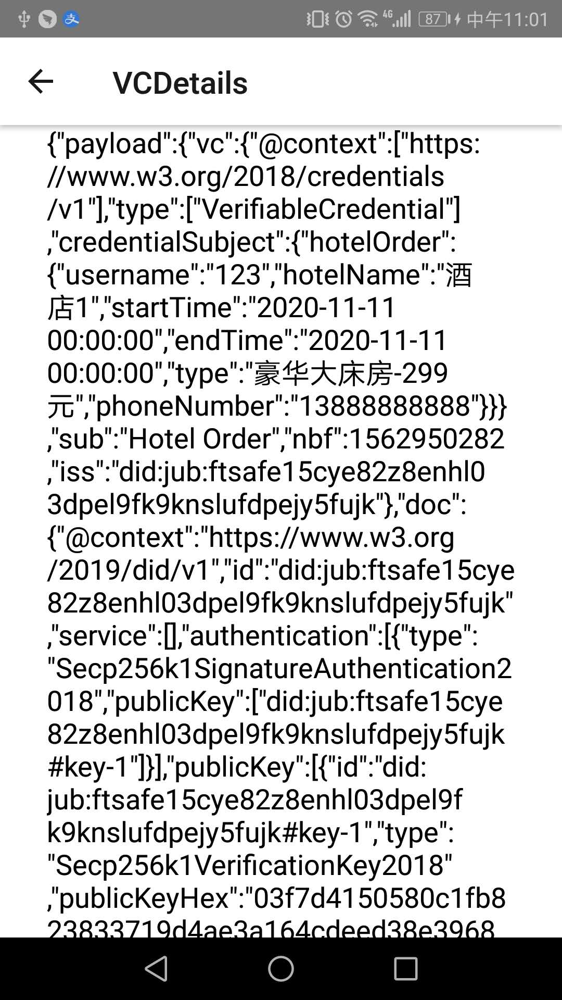 4G
87
中午11:01
VCDetails
{"payload":{"vc":{"@context":["https:
//www.w3.org/2018/credentials
/v1"],"type":["VerifiableCredential"]
,"credentialSubject":{"hotelOrder":
{"username":"123","hotelName":"酒
店1","startTime":"2020-11-11
00:00:00","endTime":"2020-11-11
00:00:00","type":"豪华大床房-299
元","phoneNumber":"13888888888"}}}
,"sub":"Hotel Order","nbf":1562950282
,"iss":"did:jub:ftsafe15cye82z8enhl0
3dpel9fk9knslufdpejy5fujk"},"doc":
{"@context":"https://www.w3.org
/2019/did/v1","id":"did:jub:ftsafe15cye
82z8enhl03dpel9fk9knslufdpejy5fujk"
,"service":[],"authentication":[{"type":
"Secp256k1SignatureAuthentication2
018","publicKey":["did:jub:ftsafe15cye
82z8enhl03dpel9fk9knslufdpejy5fujk
#key-1"]}],"publicKey":[{"id":"did:
jub:ftsafe15cye82z8enhl03dpel9f
k9knslufdpejy5fujk#key-1","type":
"Secp256k1VerificationKey2018"
,"publicKeyHex":"03f7d4150580c1fb8
23833719d4ae3a164cdeed38e3968